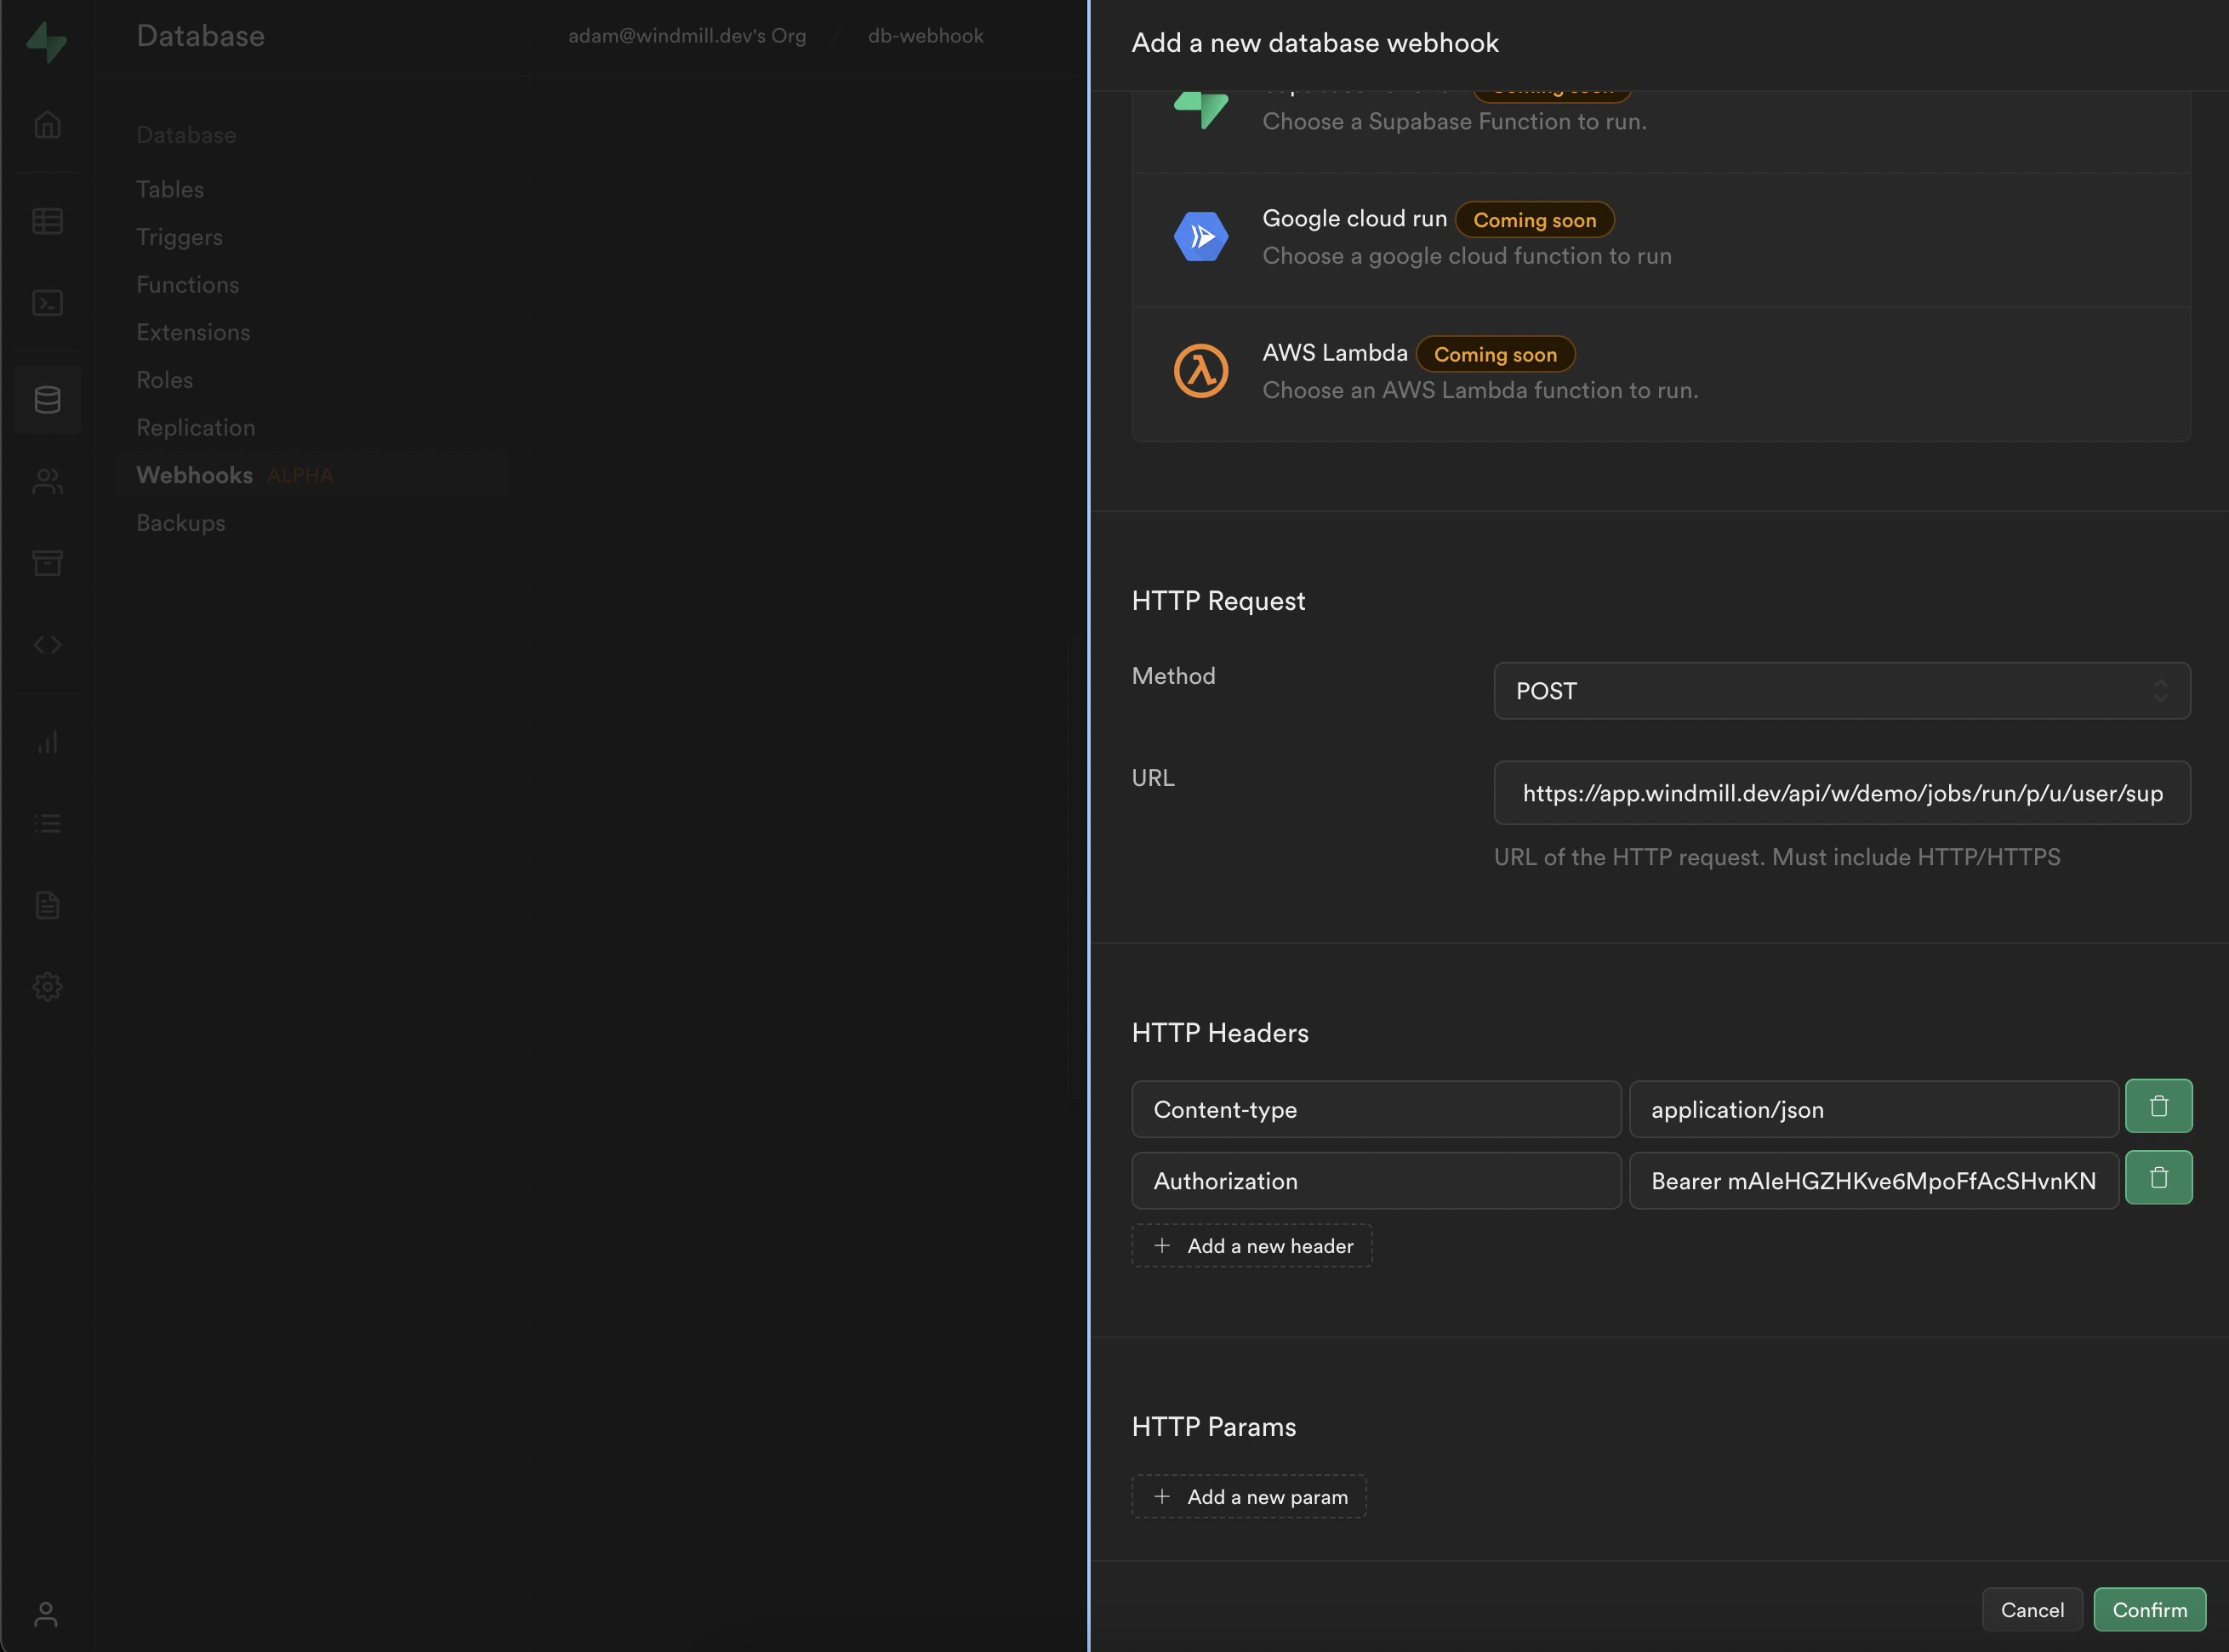 Database
Database
Tables
Triggers
Functions
Extensions
Roles
Replication
Webhooks ALPHA
Backups
adam@windmill.dev's Org / db-webhook
Add a new database webhook
Choose a Supabase Function to run.
Google cloud run Coming soon
Choose a google cloud function to run
AWS Lambda Coming soon
Choose an AWS Lambda function to run.
HTTP Request
Method
POST
URL
https://app.windmill.dev/api/w/demo/jobs/run/p/u/user/sup
URL of the HTTP request. Must include HTTP/HTTPS
HTTP Headers
Content-type
application/json
Authorization
Bearer mAIeHGZHKve6MpoFfAcSHvnKN
Add a new header
HTTP Params
Add a new param
Cancel
Confirm